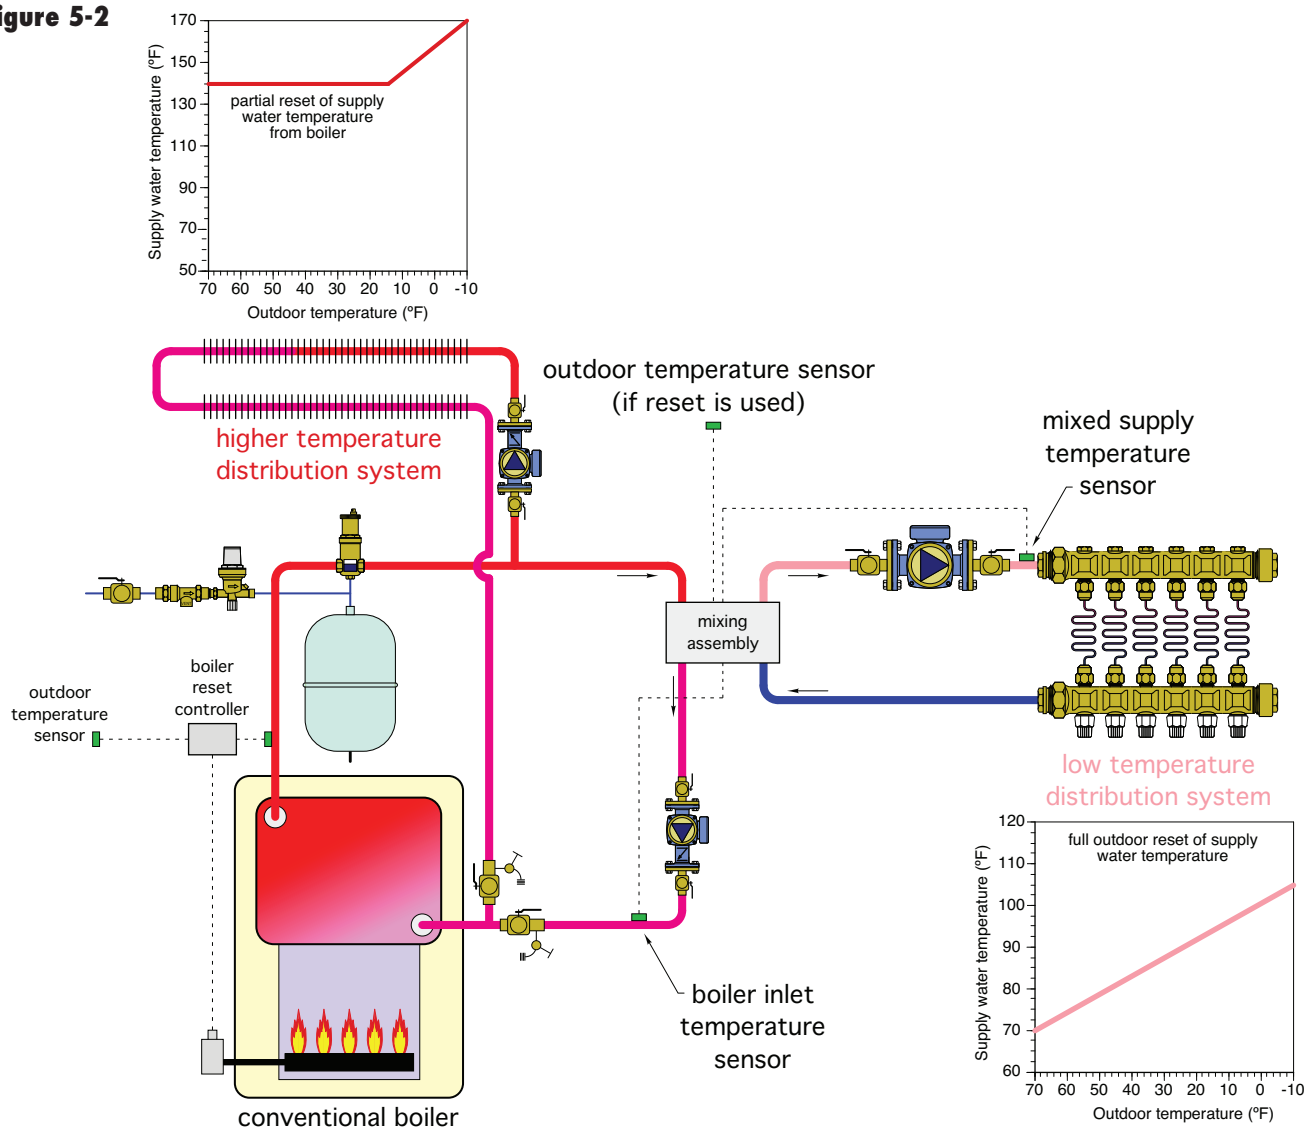 igure 5-2
170
150
130
110
90
70
50
Supply water temperature (ºF)
partial reset of supply
water temperature
from boiler
70 60 50 40 30 20 10 0 -10
Outdoor temperature (ºF)
higher temperature
distribution system
outdoor temperature sensor
(if reset is used)
mixed supply
temperature
sensor
mixing
assembly
boiler
reset
controller
outdoor
temperature
sensor
low temperature
distribution system
boiler inlet
temperature
sensor
conventional boiler
120
110
100
90
80
70
60
Supply water temperature (ºF)
full outdoor reset of supply
water temperature
70 60 50 40 30 20 10 0 -10
Outdoor temperature (ºF)